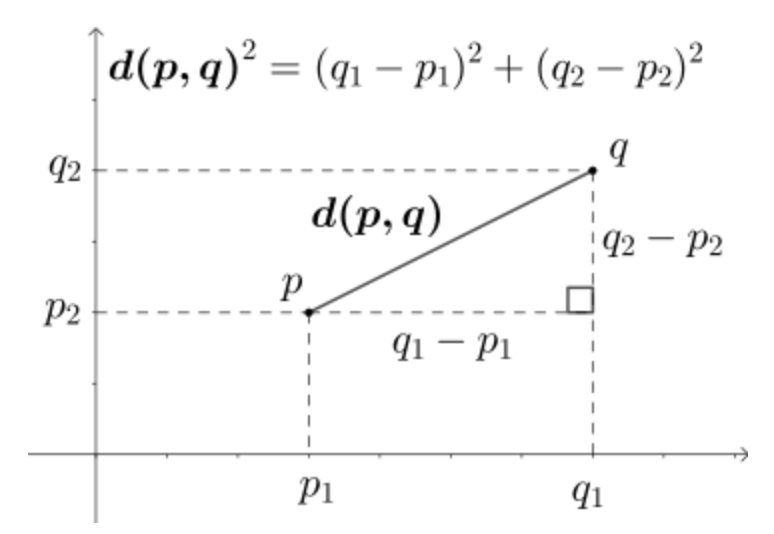 d(p, q)² = (q₁ − p₁)² + (q₂ − p₂)²
q₂
q
d(p, q)
q₂ − p₂
p
p₂
q₁ − p₁
p₁
q₁